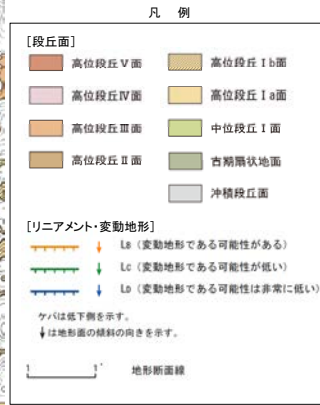 凡 例
[段丘面]
高位段丘Ⅴ面
高位段丘Ⅳ面
高位段丘Ⅲ面
高位段丘Ⅱ面
高位段丘Ⅰb面
高位段丘Ⅰa面
中位段丘Ⅰ面
古期扇状地面
沖積段丘面
[リニアメント・変動地形]
LB (変動地形である可能性がある)
LC (変動地形である可能性が低い)
LD (変動地形である可能性は非常に低い)
ケバは低下側を示す。
↓は地形面の傾斜の向きを示す。
1 1' 地形断面線